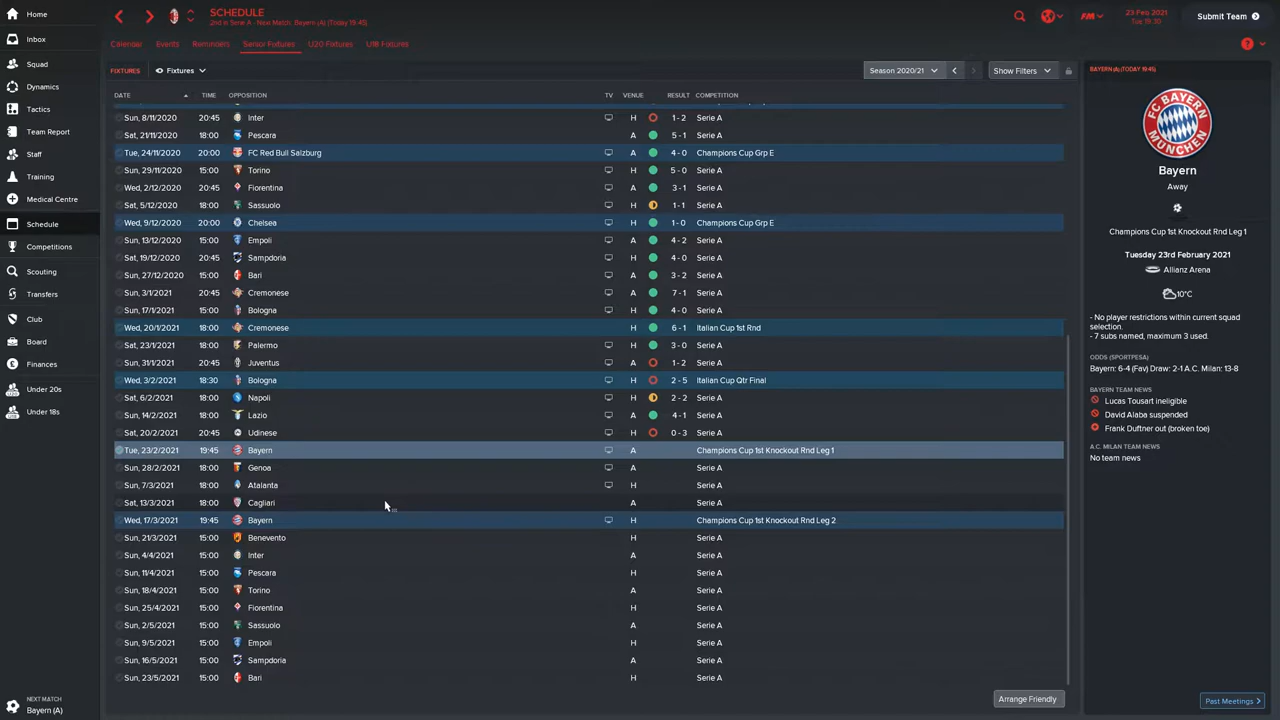 Home
Inbox
Squad
Dynamics
Tactics
Team Report
Staff
Training
Medical Centre
Schedule
Competitions
Scouting
Transfers
Club
Board
Finances
Under 20s
Under 18s
NEXT MATCH
Bayern (A)
SCHEDULE
2nd in Serie A - Next Match: Bayern (A) (Today 19:45)
FM
23 Feb 2021
Tue 19:30
Submit Team
Calendar Events Reminders Senior Fixtures U20 Fixtures U18 Fixtures
FIXTURES Fixtures Season 2020/21 Show Filters
DATE TIME OPPOSITION TV VENUE RESULT COMPETITION
Sun, 8/11/2020 20:45 Inter H 1-2 Serie A
Sat, 21/11/2020 18:00 Pescara A 5-1 Serie A
Tue, 24/11/2020 20:00 FC Red Bull Salzburg A 4-0 Champions Cup Grp E
Sun, 29/11/2020 15:00 Torino H 5-0 Serie A
Wed, 2/12/2020 20:45 Fiorentina A 3-1 Serie A
Sat, 5/12/2020 18:00 Sassuolo H 1-1 Serie A
Wed, 9/12/2020 20:00 Chelsea H 1-0 Champions Cup Grp E
Sun, 13/12/2020 15:00 Empoli A 4-2 Serie A
Sat, 19/12/2020 20:45 Sampdoria H 4-0 Serie A
Sun, 27/12/2020 15:00 Bari A 3-2 Serie A
Sun, 3/1/2021 20:45 Cremonese A 7-1 Serie A
Sun, 17/1/2021 15:00 Bologna H 4-0 Serie A
Wed, 20/1/2021 18:00 Cremonese H 6-1 Italian Cup 1st Rnd
Sat, 23/1/2021 18:00 Palermo H 3-0 Serie A
Sun, 31/1/2021 20:45 Juventus A 1-2 Serie A
Wed, 3/2/2021 18:30 Bologna H 2-5 Italian Cup Qtr Final
Sat, 6/2/2021 18:00 Napoli H 2-2 Serie A
Sun, 14/2/2021 18:00 Lazio A 4-1 Serie A
Sat, 20/2/2021 20:45 Udinese H 0-3 Serie A
Tue, 23/2/2021 19:45 Bayern A Champions Cup 1st Knockout Rnd Leg 1
Sun, 28/2/2021 18:00 Genoa A Serie A
Sun, 7/3/2021 18:00 Atalanta H Serie A
Sat, 13/3/2021 18:00 Cagliari A Serie A
Wed, 17/3/2021 19:45 Bayern H Champions Cup 1st Knockout Rnd Leg 2
Sun, 21/3/2021 15:00 Benevento H Serie A
Sun, 4/4/2021 15:00 Inter A Serie A
Sun, 11/4/2021 15:00 Pescara H Serie A
Sun, 18/4/2021 15:00 Torino A Serie A
Sun, 25/4/2021 15:00 Fiorentina H Serie A
Sun, 2/5/2021 15:00 Sassuolo A Serie A
Sun, 9/5/2021 15:00 Empoli H Serie A
Sun, 16/5/2021 15:00 Sampdoria A Serie A
Sun, 23/5/2021 15:00 Bari H Serie A
Arrange Friendly
BAYERN (A) (TODAY 19:45)
FC BAYERN
MÜNCHEN
Bayern
Away
Champions Cup 1st Knockout Rnd Leg 1
Tuesday 23rd February 2021
Allianz Arena
10°C
- No player restrictions within current squad
selection.
- 7 subs named, maximum 3 used.
ODDS (SPORTPESA)
Bayern: 6-4 (Fav) Draw: 2-1 A.C. Milan: 13-8
BAYERN TEAM NEWS
Lucas Tousart ineligible
David Alaba suspended
Frank Duftner out (broken toe)
A.C. MILAN TEAM NEWS
No team news
Past Meetings